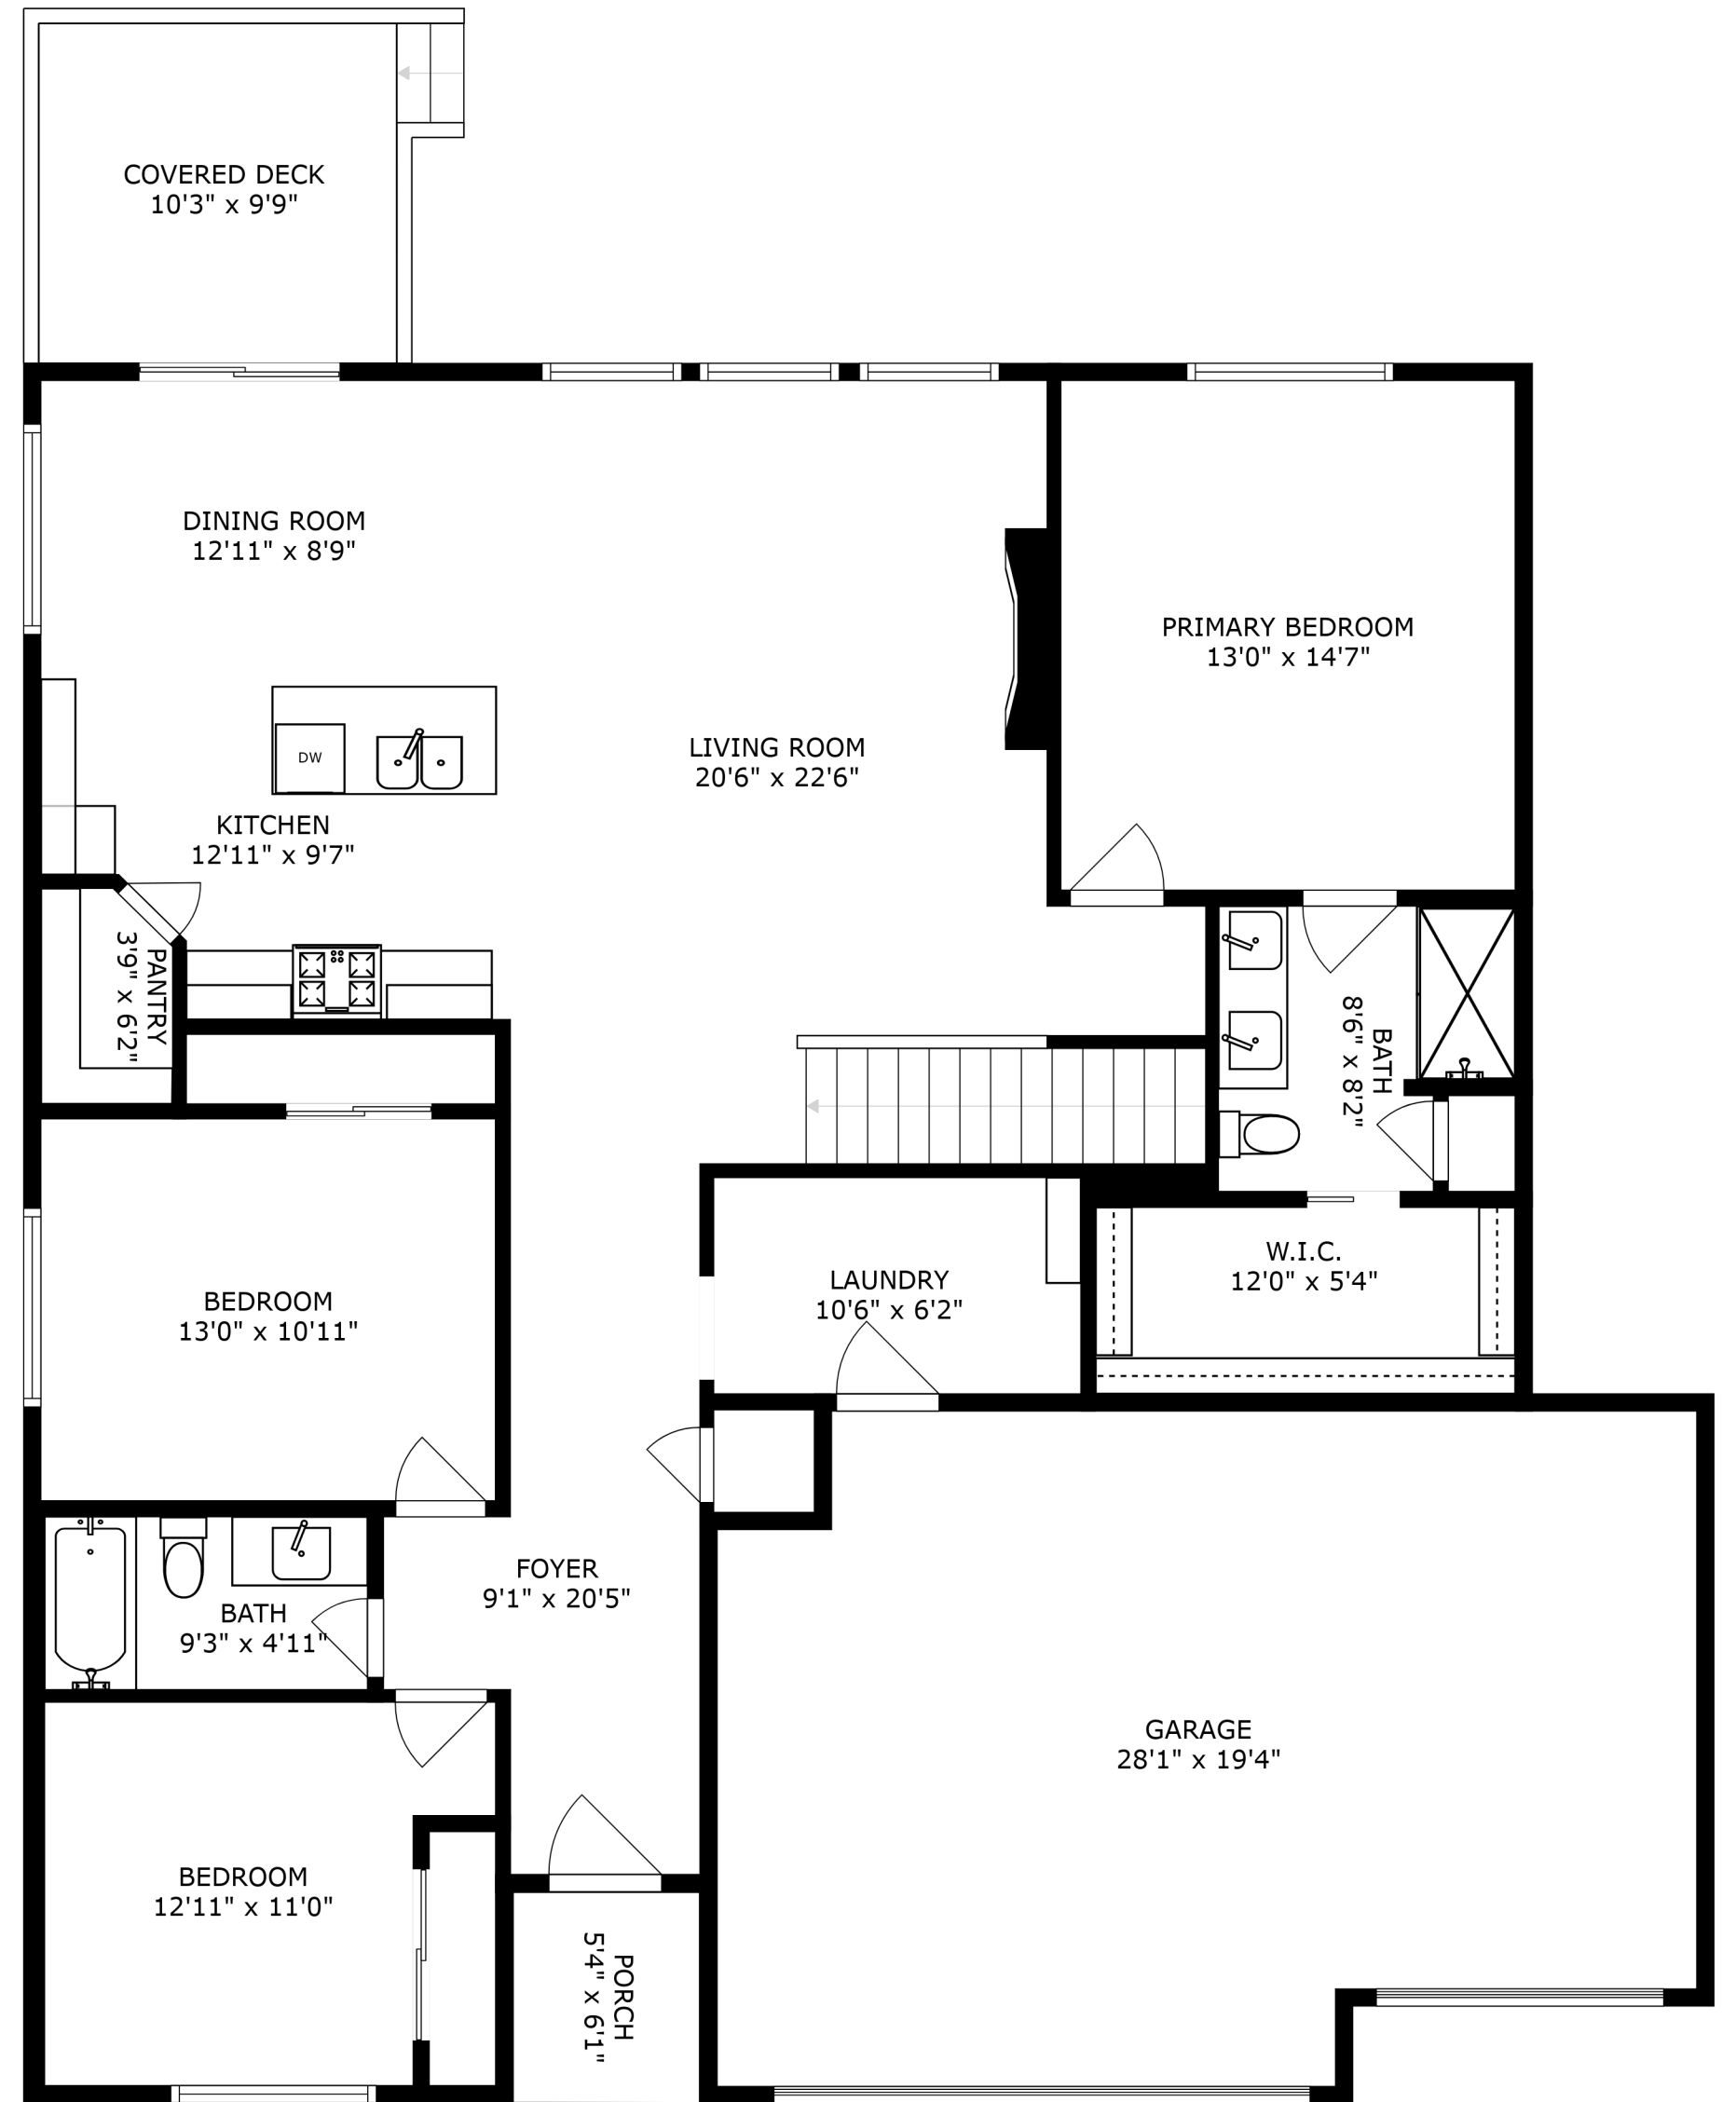 COVERED DECK
10'3" x 9'9"
DINING ROOM
12'11" x 8'9"
PRIMARY BEDROOM
13'0" x 14'7"
LIVING ROOM
20'6" x 22'6"
DW
KITCHEN
12'11" x 9'7"
PANTRY
3'9" x 6'2"
BATH
8'6" x 8'2"
W.I.C.
12'0" x 5'4"
LAUNDRY
10'6" x 6'2"
BEDROOM
13'0" x 10'11"
FOYER
9'1" x 20'5"
BATH
9'3" x 4'11"
GARAGE
28'1" x 19'4"
BEDROOM
12'11" x 11'0"
PORCH
5'4" x 6'1"